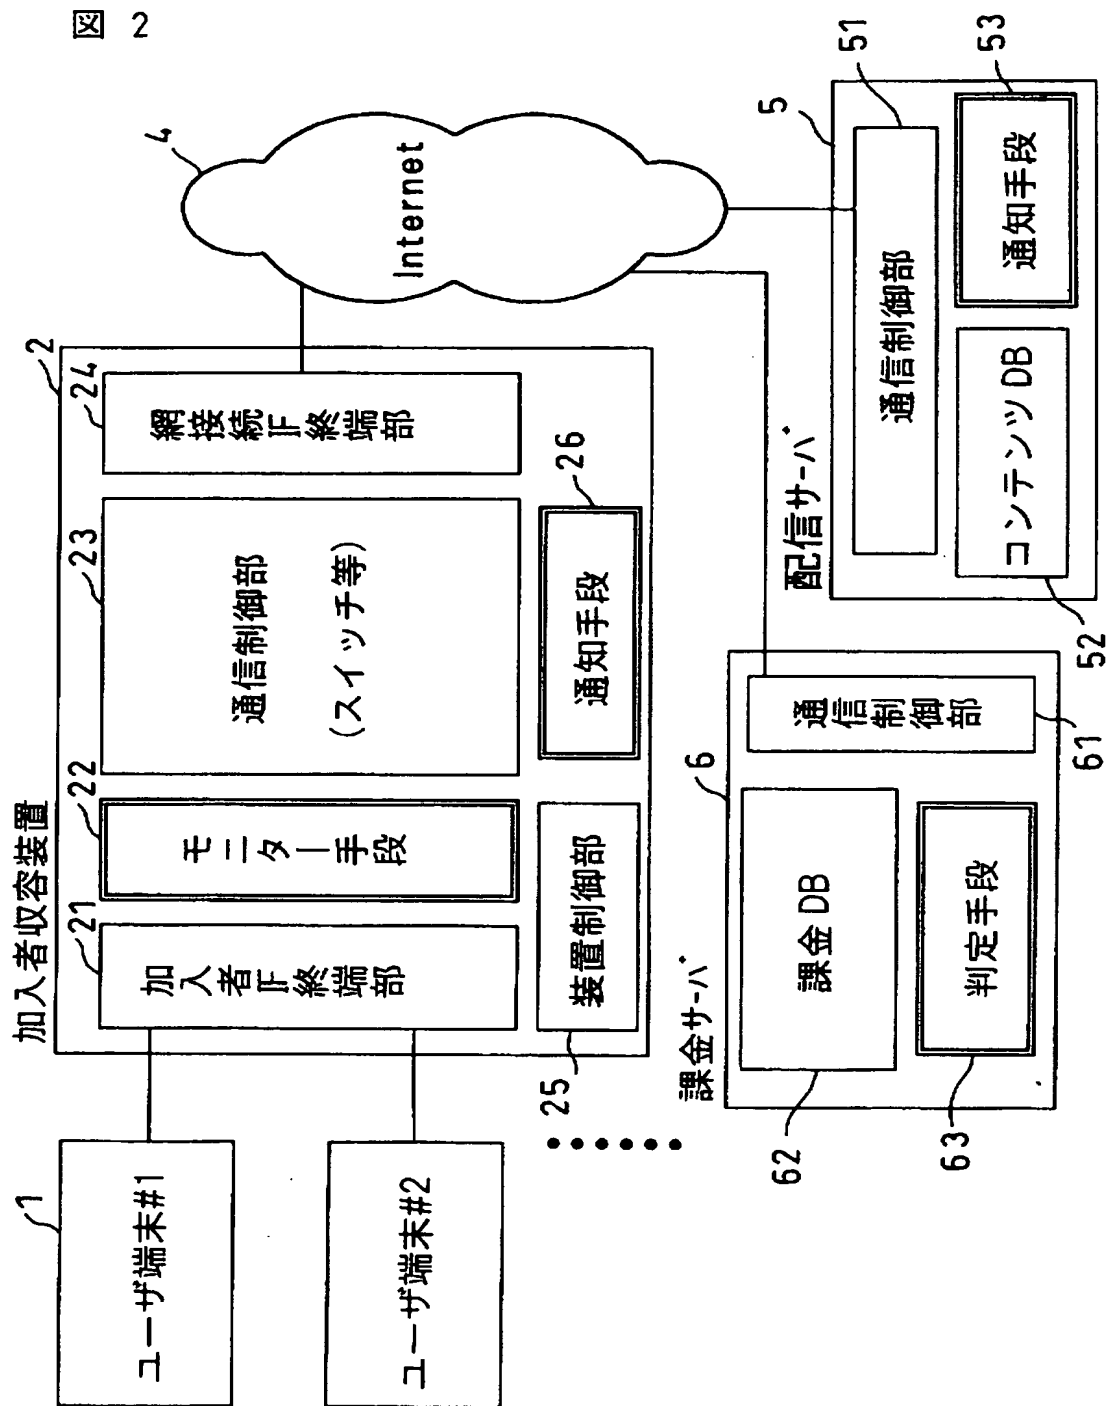 図 2
加入者収容装置
2
1
ユーザ端末#1
ユーザ端末#2
21
加入者IF終端部
22
モニター手段
23
通信制御部
(スイッチ等)
24
網接続IF終端部
25
装置制御部
26
通知手段
4
Internet
課金サーバ
6
62
課金DB
63
判定手段
通信制御部
61
配信サーバ
5
51
通信制御部
52
コンテンツDB
53
通知手段